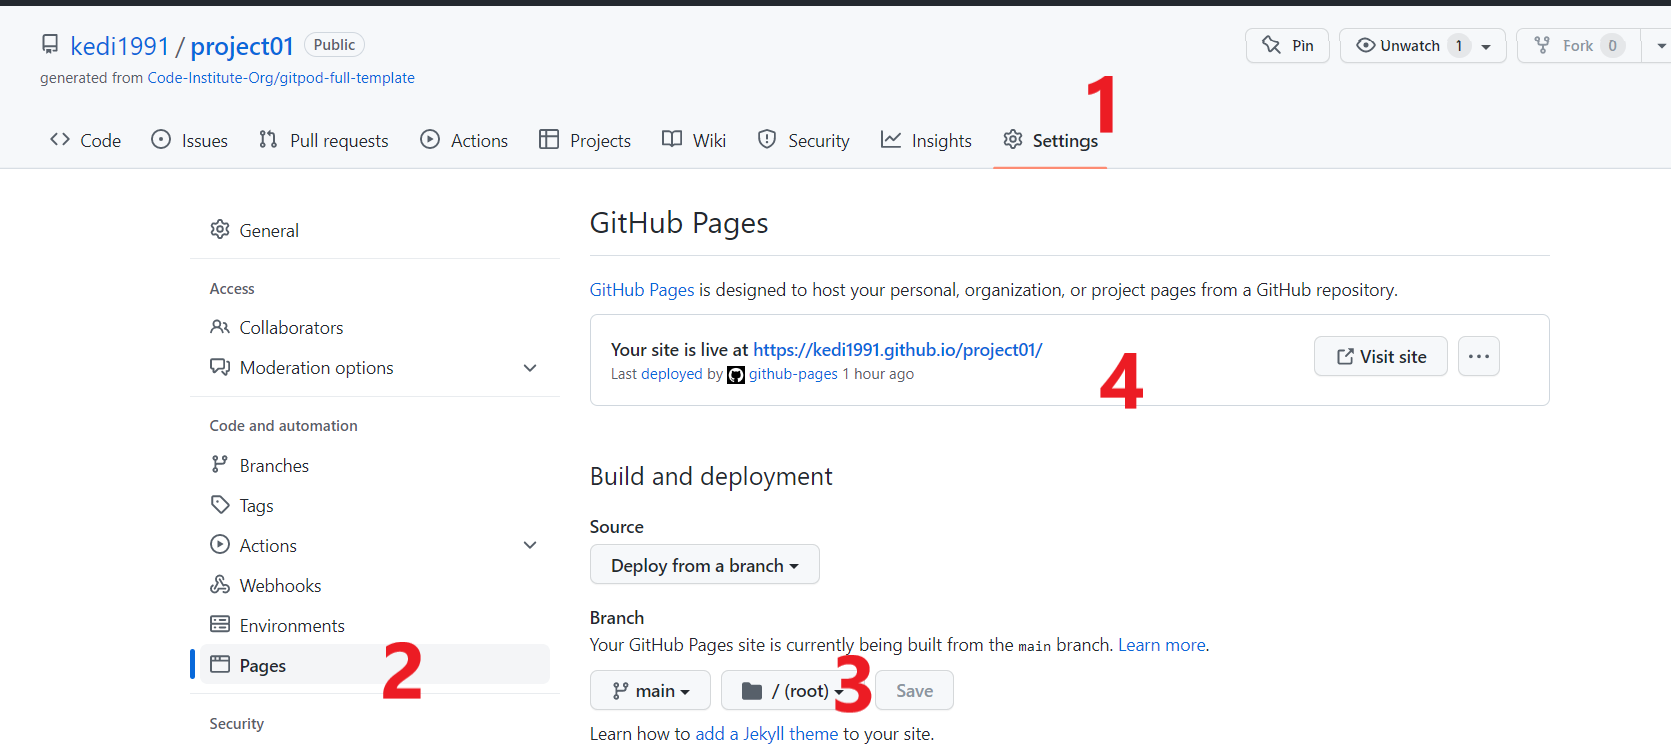 kedi1991 / project01 Public
Pin Unwatch 1 Fork 0
generated from Code-Institute-Org/gitpod-full-template
1
Code Issues Pull requests Actions Projects Wiki Security Insights Settings
General
Access
Collaborators
Moderation options
Code and automation
Branches
Tags
Actions
Webhooks
Environments
Pages
2
Security
GitHub Pages
GitHub Pages is designed to host your personal, organization, or project pages from a GitHub repository.
Your site is live at https://kedi1991.github.io/project01/
Last deployed by github-pages 1 hour ago
4
Visit site
Build and deployment
Source
Deploy from a branch
Branch
Your GitHub Pages site is currently being built from the main branch. Learn more.
main / (root) 3 Save
Learn how to add a Jekyll theme to your site.